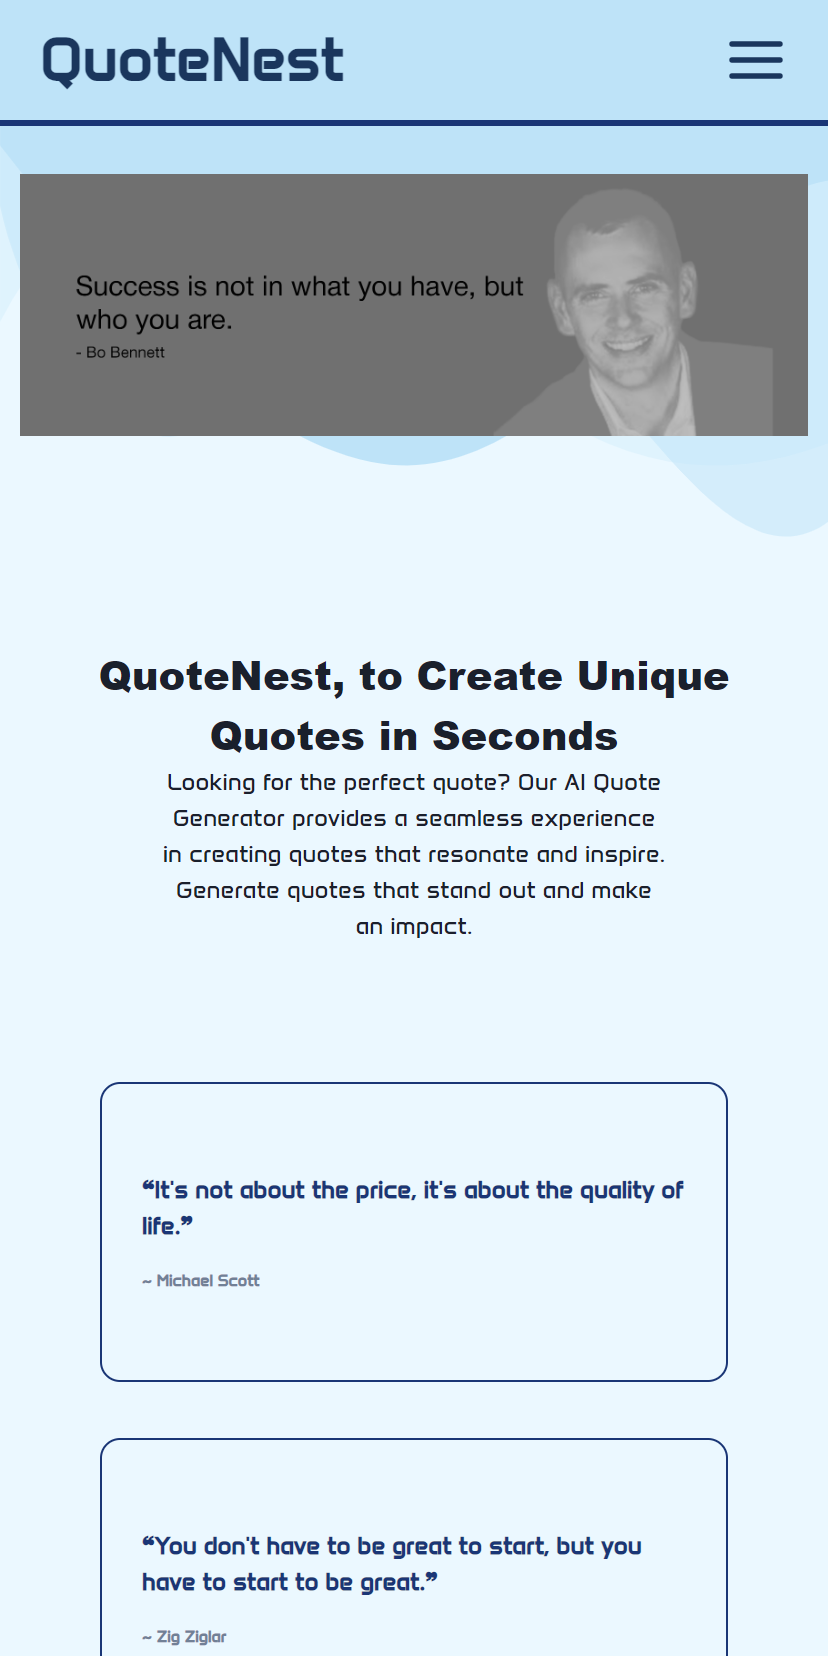 QuoteNest
Success is not in what you have, but
who you are.
- Bo Bennett
QuoteNest, to Create Unique
Quotes in Seconds
Looking for the perfect quote? Our AI Quote
Generator provides a seamless experience
in creating quotes that resonate and inspire.
Generate quotes that stand out and make
an impact.
❝It's not about the price, it's about the quality of
life.❞
~ Michael Scott
❝You don't have to be great to start, but you
have to start to be great.❞
~ Zig Ziglar